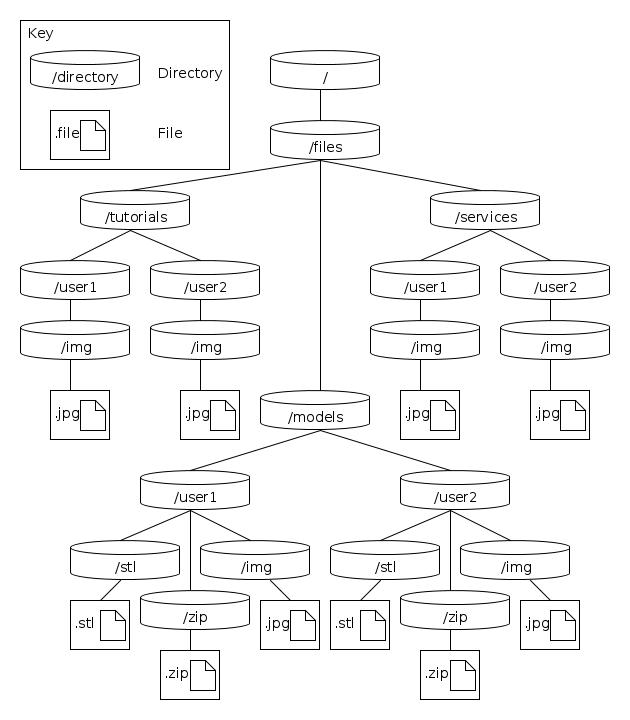 Key
/directory Directory /
.file File
/files
/tutorials /services
/user1 /user2 /user1 /user2
/img /img /img /img
.jpg .jpg .jpg .jpg
/models
/user1 /user2
/stl /img /stl /img
.stl /zip .jpg .stl /zip .jpg
.zip .zip